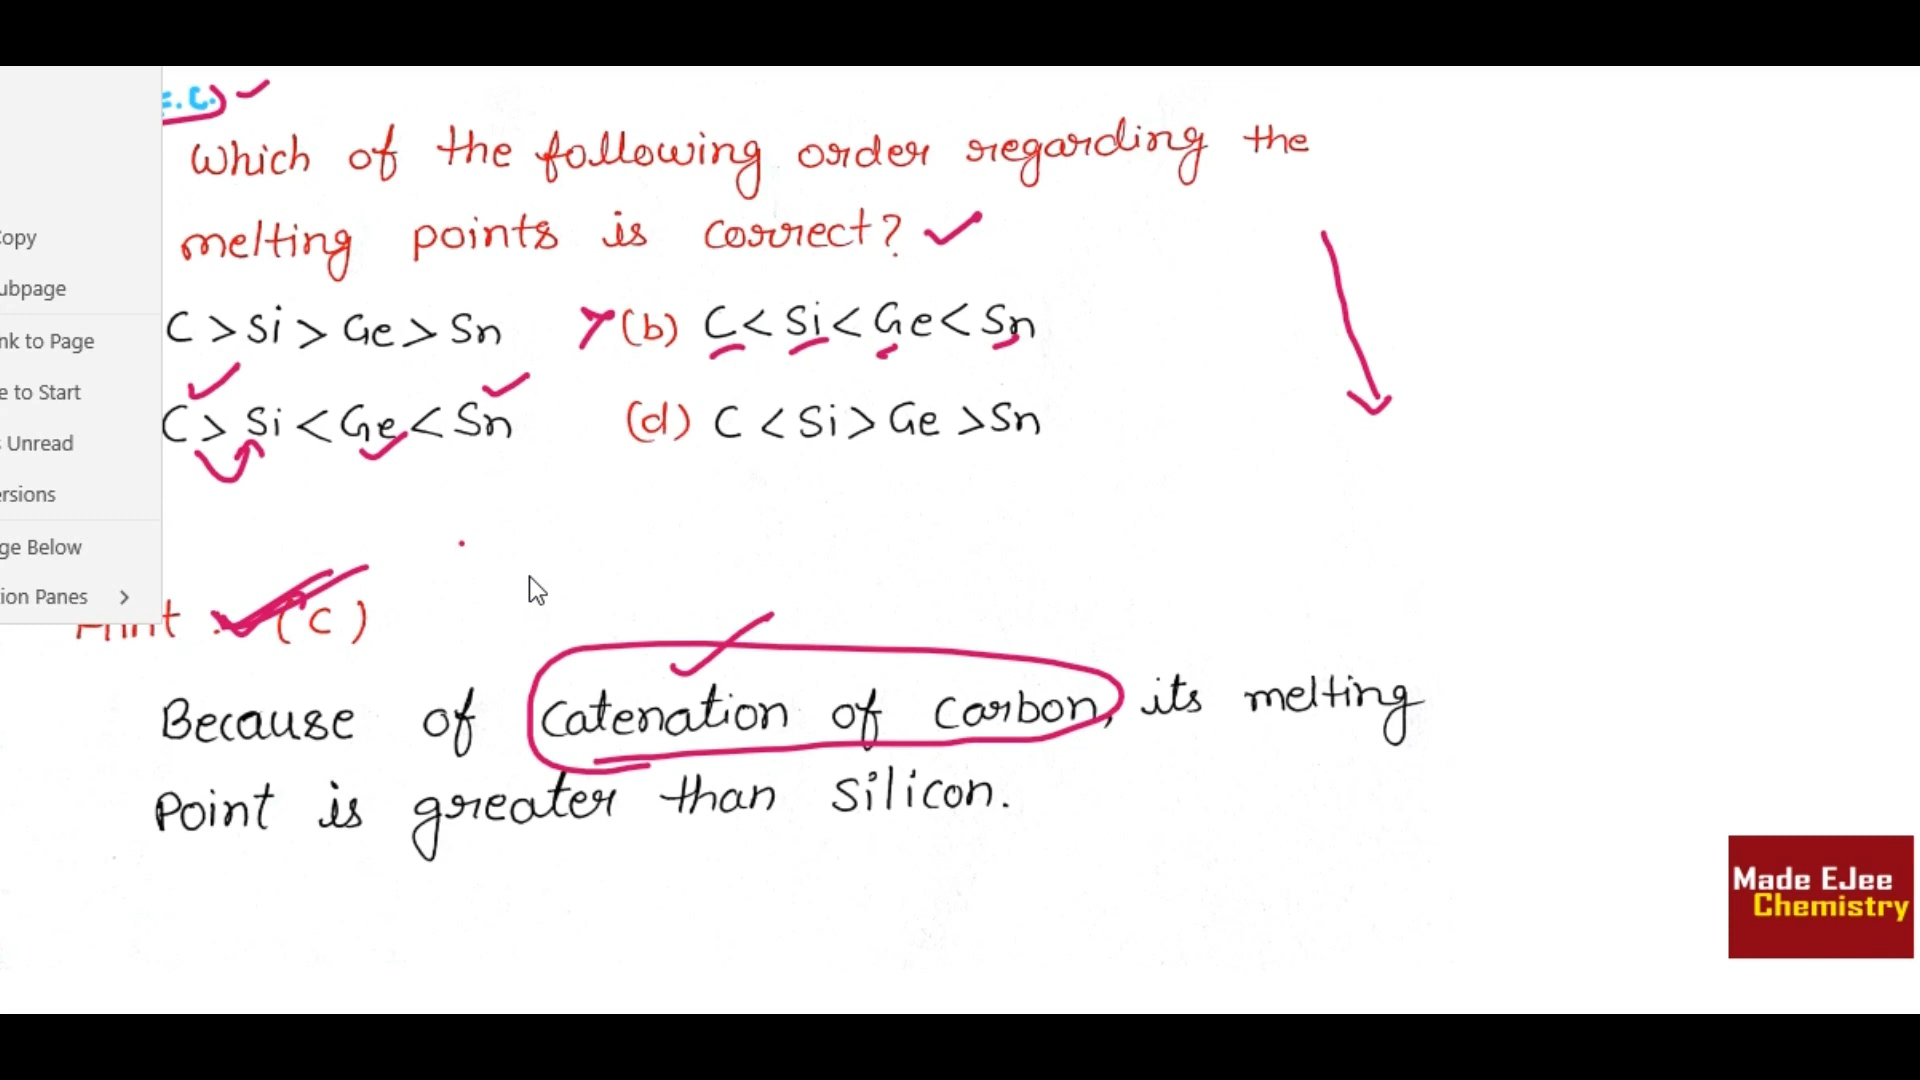 E.C.)
Which of the following order regarding the
melting points is correct?
C > Si > Ge > Sn (b) C < Si < Ge < Sn
C > Si < Ge < Sn (d) C < Si > Ge > Sn
(C)
Because of Catenation of Carbon, its melting
Point is greater than silicon.
opy
ubpage
nk to Page
e to Start
Unread
ersions
ge Below
ion Panes >
Made EJee
Chemistry